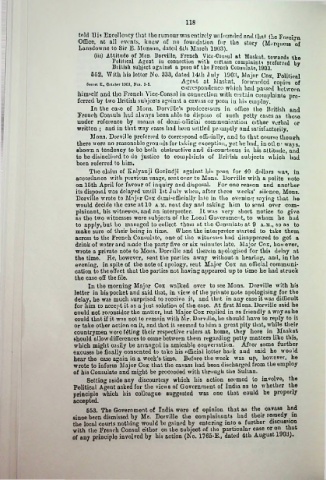 118
told His Excellency that the rumour was entirely unfounded and that the Foreign
Office, at all events, knew of no foundation for the story (Marquess of
Lansdowne to Sir E. Monson, dated 4th March 1903).
(iii) Attitude of Mon Dorville, French Vice-Consul at Maskat, towards the
Political Agent in connection with certain complaints preferred by
British subjects against a peon of the French Consulate, 1903.
552. With his letter No. 333, dated 14th July 1903, Major Cox, Political
Agent at Maskat, forwarded copies of
correspondence which had passed between
himself and the French Vice-Consul in connection with certain complaints pre-
ferred by two British subjects against a cavass or peon in his employ.
In the case of Mons. Dorville's predecessors in office the British and
French Consuls had always been able to dispose of such petty cases as these
under reference by means of demi-official communication either verbal or
written; and in that way cases had been settled promptly and satisfactorily.
Mons. Dorville preferred to correspond officially, and to that course though
there were no reasonable grounds for taking exception, yet he had, in other ways,
shown a tendency to be both obstructive and discourteous in his attitude, and
to be disinclined to do justice to complaints of British subjects which had
been referred to him.
The claim of Kalyanji Govindji against his peon for 40 dollars was, in
accordance with previous usage, sent over to Mons. Dorville with a polite note
on 18th April for favour of inquiry and disposal. For one reason and another
its disposal was delayed until 1st July when, after three weeks' silence, Mons.
Dorville wrote to Major Cox demi-officially late in the evening saying that he
would decide the case at 10 A.M. next day and asking him to send over com-
plainant, his witnesses, and an interpreter. It was very short notice to give
as the two witnesses were subjects of the Local Government, to whom he had
to apply, but he managed to collect them at the Consulate at 9 A.M., so as to
make sure of their being in time. When the interpreter started to take them
across to the French Consulate, one of the witnesses had disappeared to get a
drink of water and made the party five or six minutes late. Major Cox, however,
wrote a private note to Mons. Dorville and therein apologised for this delay at
the time. He, however, sent the parties away without a hearing, and, in the
evening, in spite of the note of apology, sent Major Cox an official communi-
cation to the effect that the parties not having appeared up to time he had struck
the case off the file.
In the morning Major Cox walked over to see Mons. Dorville with his
letter in his pocket and said that, in view of the private note apologising for the
delay, he was much surprised to receive it, and that in any case it was difficult
for him to accept it as a just solution of the case. At first Mons. Dorville said he
could not reconsider the matter, but Major Cox replied in as friendly a way as he
could that if it was not to remain with Mr. Dorville, he should have to reply to it
or take other action on it, and that it seemed to him a great pity that, while their
countrymen were letting their respective riders at home, they here in Maskat
should allow differences to come between them regarding petty matters like this,
which might easily be arranged in amicable conversation. After some further
excuses he finally consented to take his official letter back and said he would
hear the case again in a week's time. Before the week was up, however, he
wrote to inform Major Cox that the cavass had been discharged from the employ
of his Consulate and might be proceeded with through the Sultan.
Setting aside any discourtesy which his action seemed to involve, the
Political Agent asked for the views of Government of India as to whether the
principle which his colleague suggested was one that could be properly
accepted.
553. The Government of India were of opinion that as the cavass had
since been dismissed by Mr. Dorville the complainants had their remedy in
the local courts nothing would be gained by entering into a further discussion
with the French Consul either on the subject of the particular case or on that
of any principle involved by his action (No. 1765-E., dated 4th August 1903).